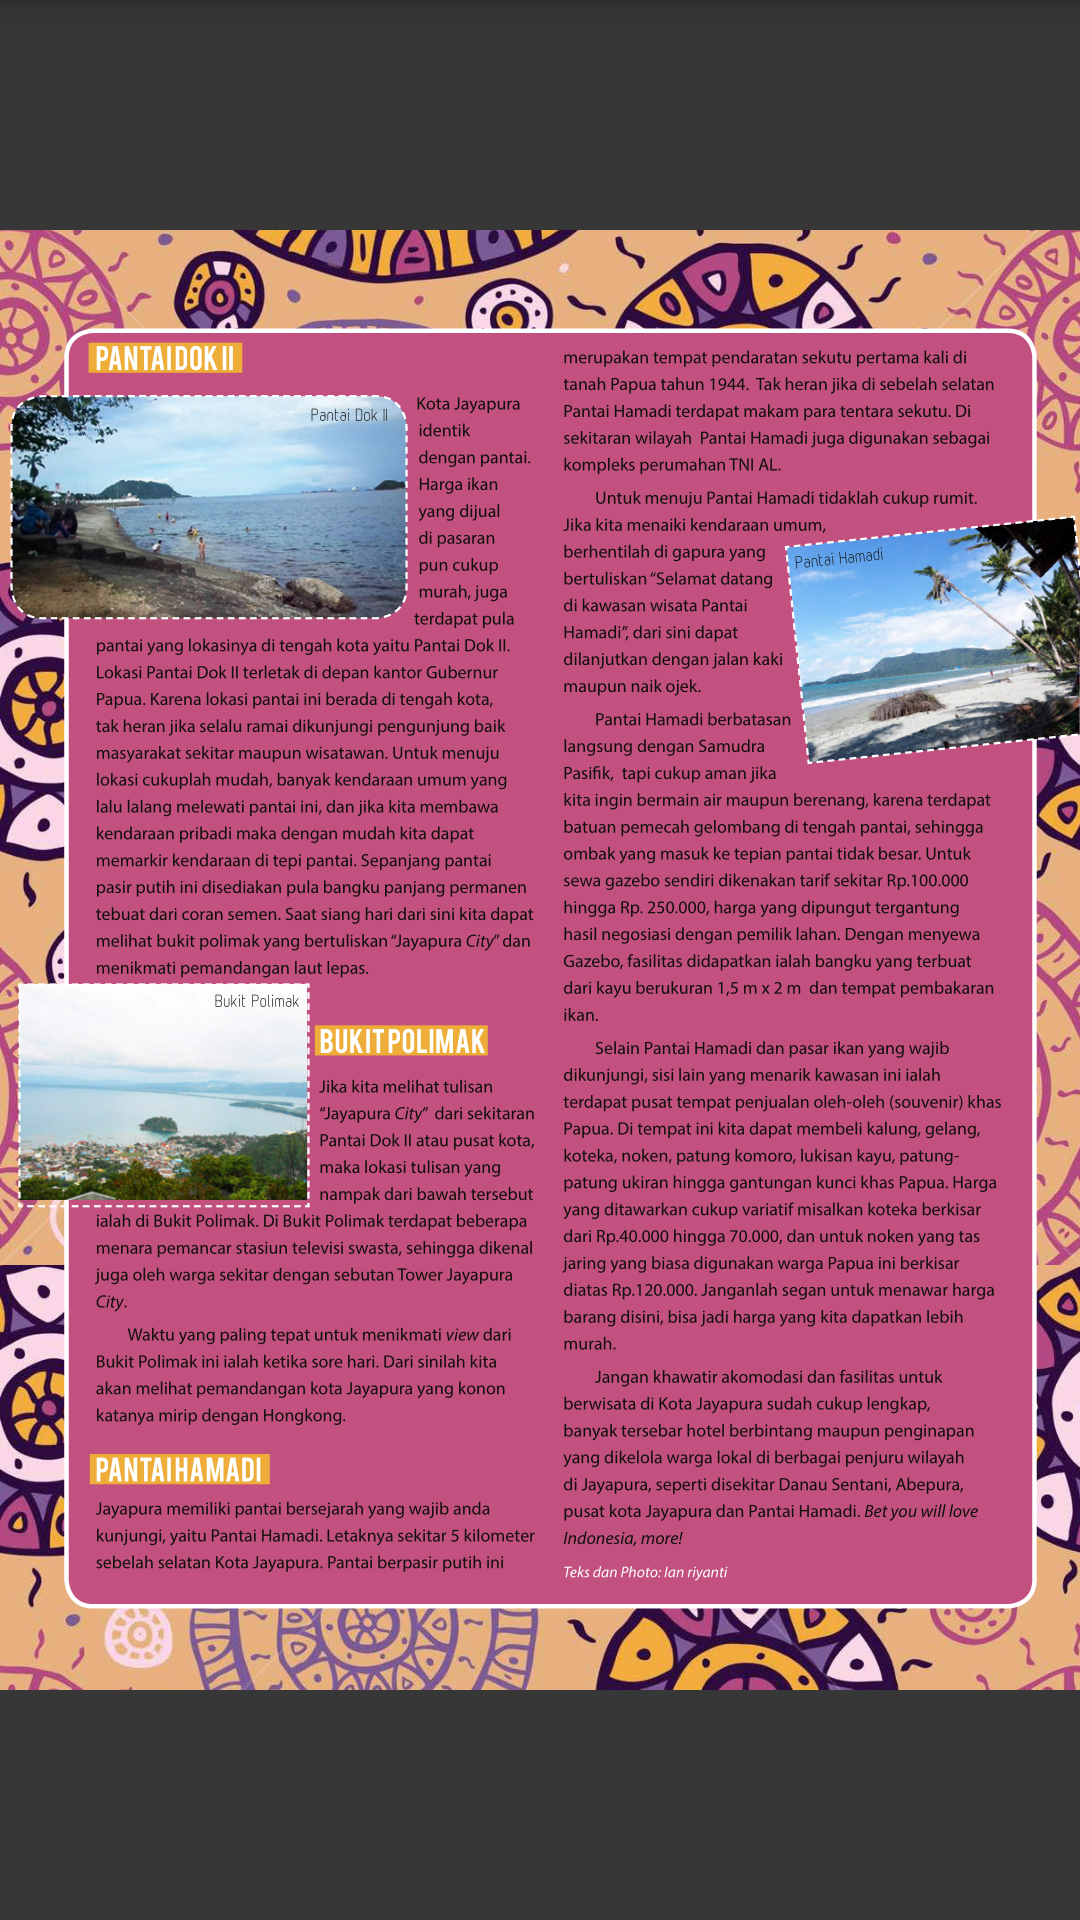 PANTAI DOK II
Pantai Dok II
Kota Jayapura
identik
dengan pantai.
Harga ikan
yang dijual
di pasaran
pun cukup
murah, juga
terdapat pula
pantai yang lokasinya di tengah kota yaitu Pantai Dok II.
Lokasi Pantai Dok II terletak di depan kantor Gubernur
Papua. Karena lokasi pantai ini berada di tengah kota,
tak heran jika selalu ramai dikunjungi pengunjung baik
masyarakat sekitar maupun wisatawan. Untuk menuju
lokasi cukuplah mudah, banyak kendaraan umum yang
lalu lalang melewati pantai ini, dan jika kita membawa
kendaraan pribadi maka dengan mudah kita dapat
memarkir kendaraan di tepi pantai. Sepanjang pantai
pasir putih ini disediakan pula bangku panjang permanen
tebuat dari coran semen. Saat siang hari dari sini kita dapat
melihat bukit polimak yang bertuliskan “Jayapura City” dan
menikmati pemandangan laut lepas.
Bukit Polimak
BUKIT POLIMAK
Jika kita melihat tulisan
“Jayapura City” dari sekitaran
Pantai Dok II atau pusat kota,
maka lokasi tulisan yang
nampak dari bawah tersebut
ialah di Bukit Polimak. Di Bukit Polimak terdapat beberapa
menara pemancar stasiun televisi swasta, sehingga dikenal
juga oleh warga sekitar dengan sebutan Tower Jayapura
City.
Waktu yang paling tepat untuk menikmati view dari
Bukit Polimak ini ialah ketika sore hari. Dari sinilah kita
akan melihat pemandangan kota Jayapura yang konon
katanya mirip dengan Hongkong.
PANTAI HAMADI
Jayapura memiliki pantai bersejarah yang wajib anda
kunjungi, yaitu Pantai Hamadi. Letaknya sekitar 5 kilometer
sebelah selatan Kota Jayapura. Pantai berpasir putih ini
merupakan tempat pendaratan sekutu pertama kali di
tanah Papua tahun 1944. Tak heran jika di sebelah selatan
Pantai Hamadi terdapat makam para tentara sekutu. Di
sekitaran wilayah Pantai Hamadi juga digunakan sebagai
kompleks perumahan TNI AL.
Untuk menuju Pantai Hamadi tidaklah cukup rumit.
Jika kita menaiki kendaraan umum,
berhentilah di gapura yang
bertuliskan “Selamat datang
di kawasan wisata Pantai
Hamadi”, dari sini dapat
dilanjutkan dengan jalan kaki
maupun naik ojek.
Pantai Hamadi
Pantai Hamadi berbatasan
langsung dengan Samudra
Pasifik, tapi cukup aman jika
kita ingin bermain air maupun berenang, karena terdapat
batuan pemecah gelombang di tengah pantai, sehingga
ombak yang masuk ke tepian pantai tidak besar. Untuk
sewa gazebo sendiri dikenakan tarif sekitar Rp.100.000
hingga Rp. 250.000, harga yang dipungut tergantung
hasil negosiasi dengan pemilik lahan. Dengan menyewa
Gazebo, fasilitas didapatkan ialah bangku yang terbuat
dari kayu berukuran 1,5 m x 2 m dan tempat pembakaran
ikan.
Selain Pantai Hamadi dan pasar ikan yang wajib
dikunjungi, sisi lain yang menarik kawasan ini ialah
terdapat pusat tempat penjualan oleh-oleh (souvenir) khas
Papua. Di tempat ini kita dapat membeli kalung, gelang,
koteka, noken, patung komoro, lukisan kayu, patung-
patung ukiran hingga gantungan kunci khas Papua. Harga
yang ditawarkan cukup variatif misalkan koteka berkisar
dari Rp.40.000 hingga 70.000, dan untuk noken yang tas
jaring yang biasa digunakan warga Papua ini berkisar
diatas Rp.120.000. Janganlah segan untuk menawar harga
barang disini, bisa jadi harga yang kita dapatkan lebih
murah.
Jangan khawatir akomodasi dan fasilitas untuk
berwisata di Kota Jayapura sudah cukup lengkap,
banyak tersebar hotel berbintang maupun penginapan
yang dikelola warga lokal di berbagai penjuru wilayah
di Jayapura, seperti disekitar Danau Sentani, Abepura,
pusat kota Jayapura dan Pantai Hamadi. Bet you will love
Indonesia, more!
Teks dan Photo: Ian riyanti